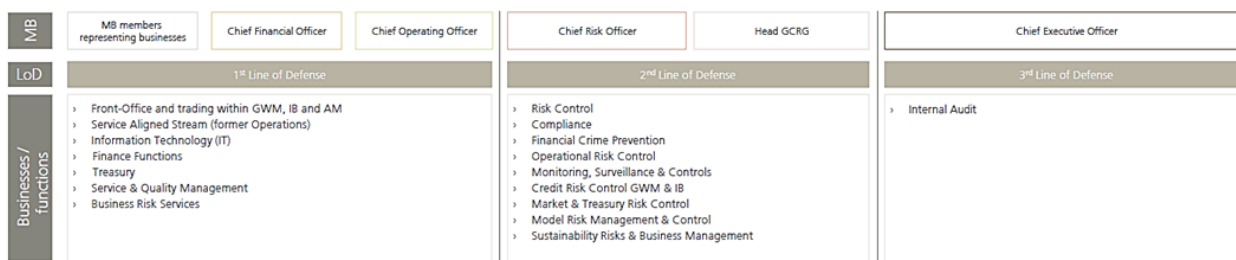 MB
MB members
representing businesses
Chief Financial Officer
Chief Operating Officer
Chief Risk Officer
Head GCRG
Chief Executive Officer
LoD
1st Line of Defense
2nd Line of Defense
3rd Line of Defense
Businesses /
functions
› Front-Office and trading within GWM, IB and AM
› Service Aligned Stream (former Operations)
› Information Technology (IT)
› Finance Functions
› Treasury
› Service & Quality Management
› Business Risk Services
› Risk Control
› Compliance
› Financial Crime Prevention
› Operational Risk Control
› Monitoring, Surveillance & Controls
› Credit Risk Control GWM & IB
› Market & Treasury Risk Control
› Model Risk Management & Control
› Sustainability Risks & Business Management
› Internal Audit